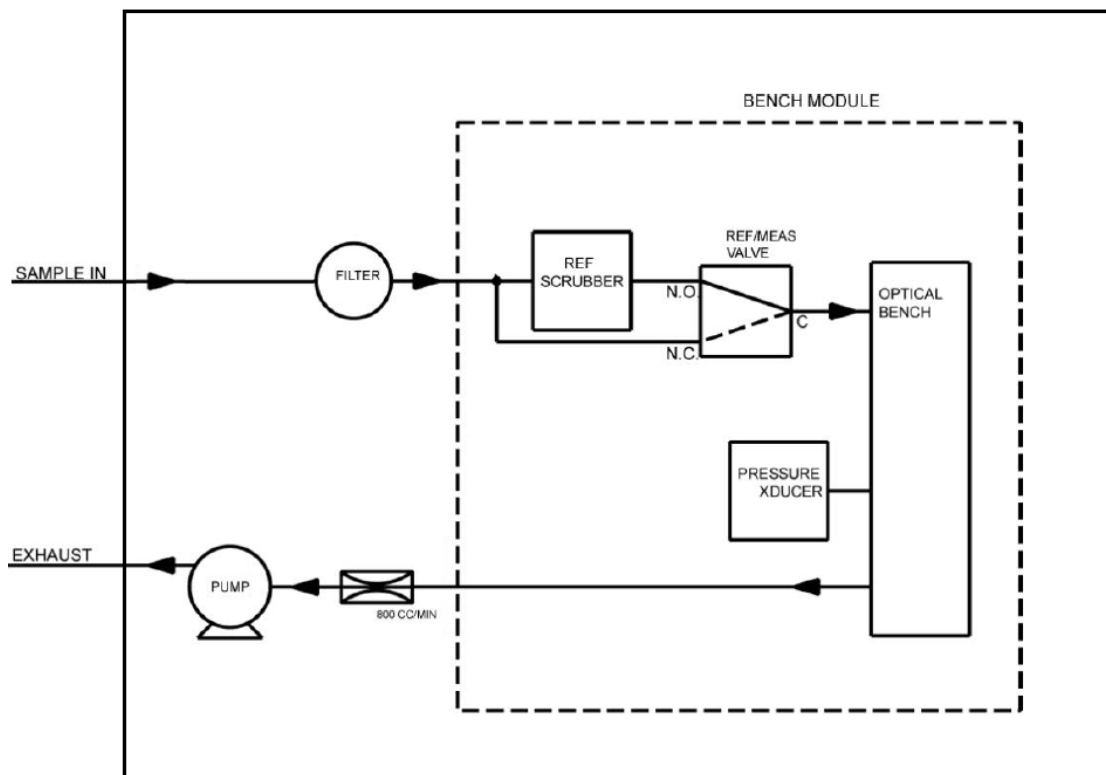 BENCH MODULE
SAMPLE IN
FILTER
REF
SCRUBBER
REF/MEAS
VALVE
N.O.
C
N.C.
OPTICAL
BENCH
PRESSURE
XDUCER
EXHAUST
PUMP
800 CC/MIN